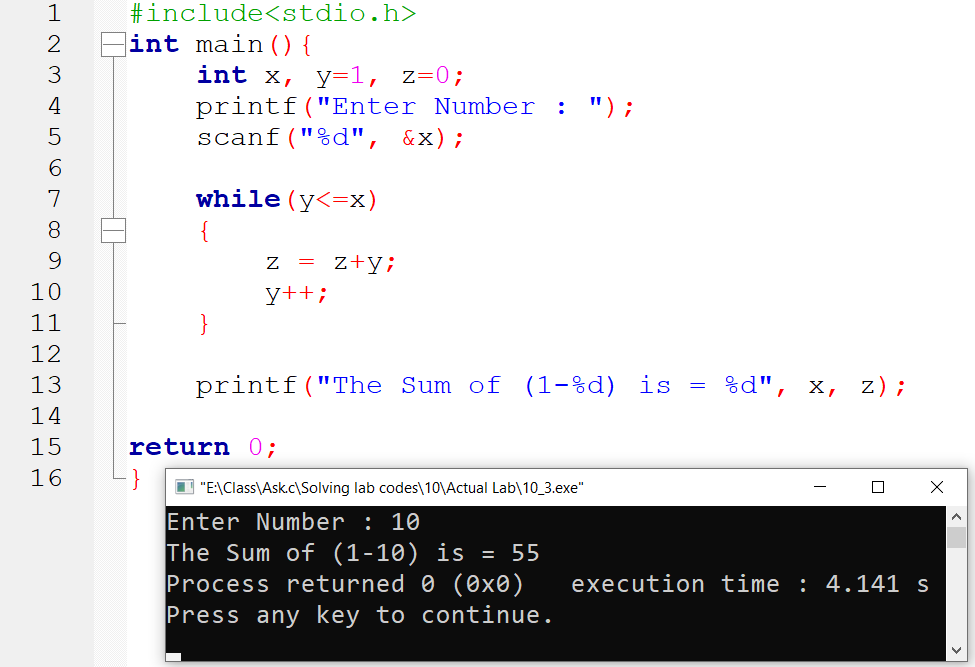 1 #include<stdio.h>
2 int main(){
3 int x, y=1, z=0;
4 printf("Enter Number : ");
5 scanf("%d", &x);
6
7 while(y<=x)
8 {
9 z = z+y;
10 y++;
11 }
12
13 printf("The Sum of (1-%d) is = %d", x, z);
14
15 return 0;
16 }
"E:\Class\Ask.c\Solving lab codes\10\Actual Lab\10_3.exe"
Enter Number : 10
The Sum of (1-10) is = 55
Process returned 0 (0x0)   execution time : 4.141 s
Press any key to continue.